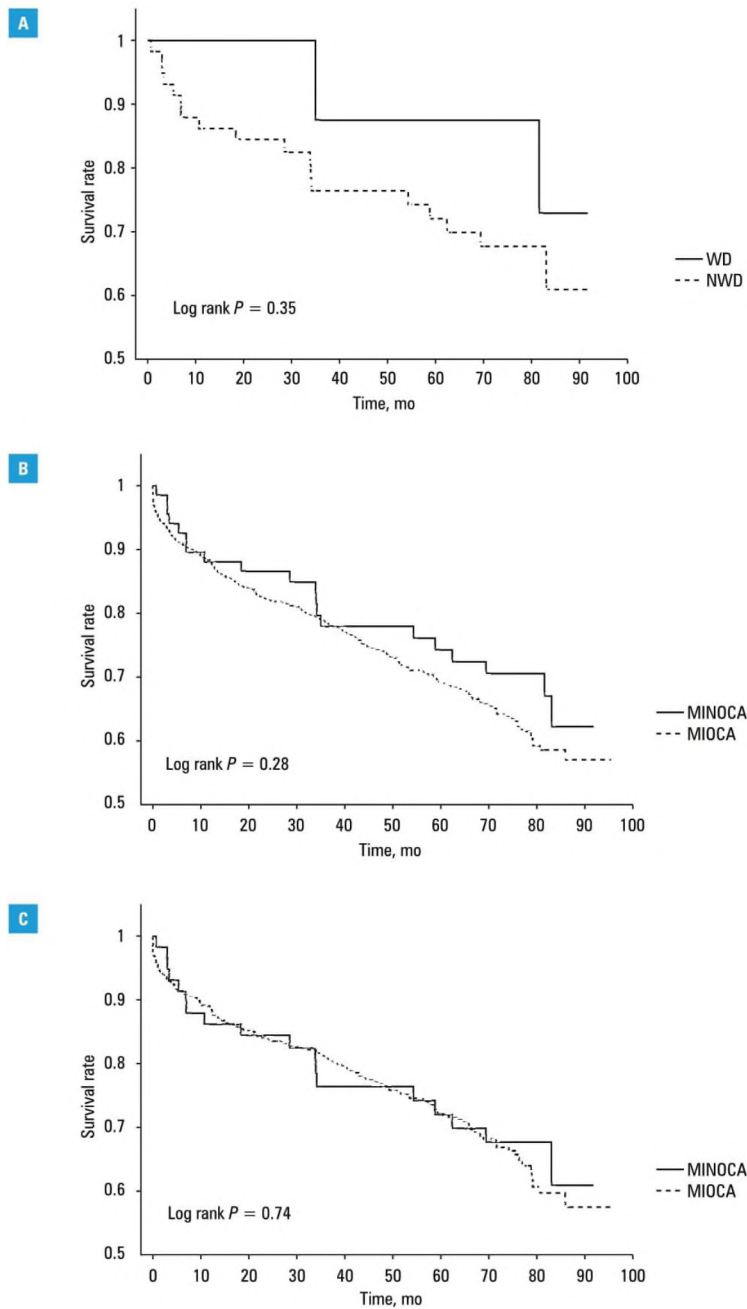 A
1
0.9
0.8
0.7
0.6
0.5
Survival rate
Log rank P = 0.35
WD
NWD
0 10 20 30 40 50 60 70 80 90 100
Time, mo
B
1
0.9
0.8
0.7
0.6
0.5
Survival rate
Log rank P = 0.28
MINOCA
MIOCA
0 10 20 30 40 50 60 70 80 90 100
Time, mo
C
1
0.9
0.8
0.7
0.6
0.5
Survival rate
Log rank P = 0.74
MINOCA
MIOCA
0 10 20 30 40 50 60 70 80 90 100
Time, mo